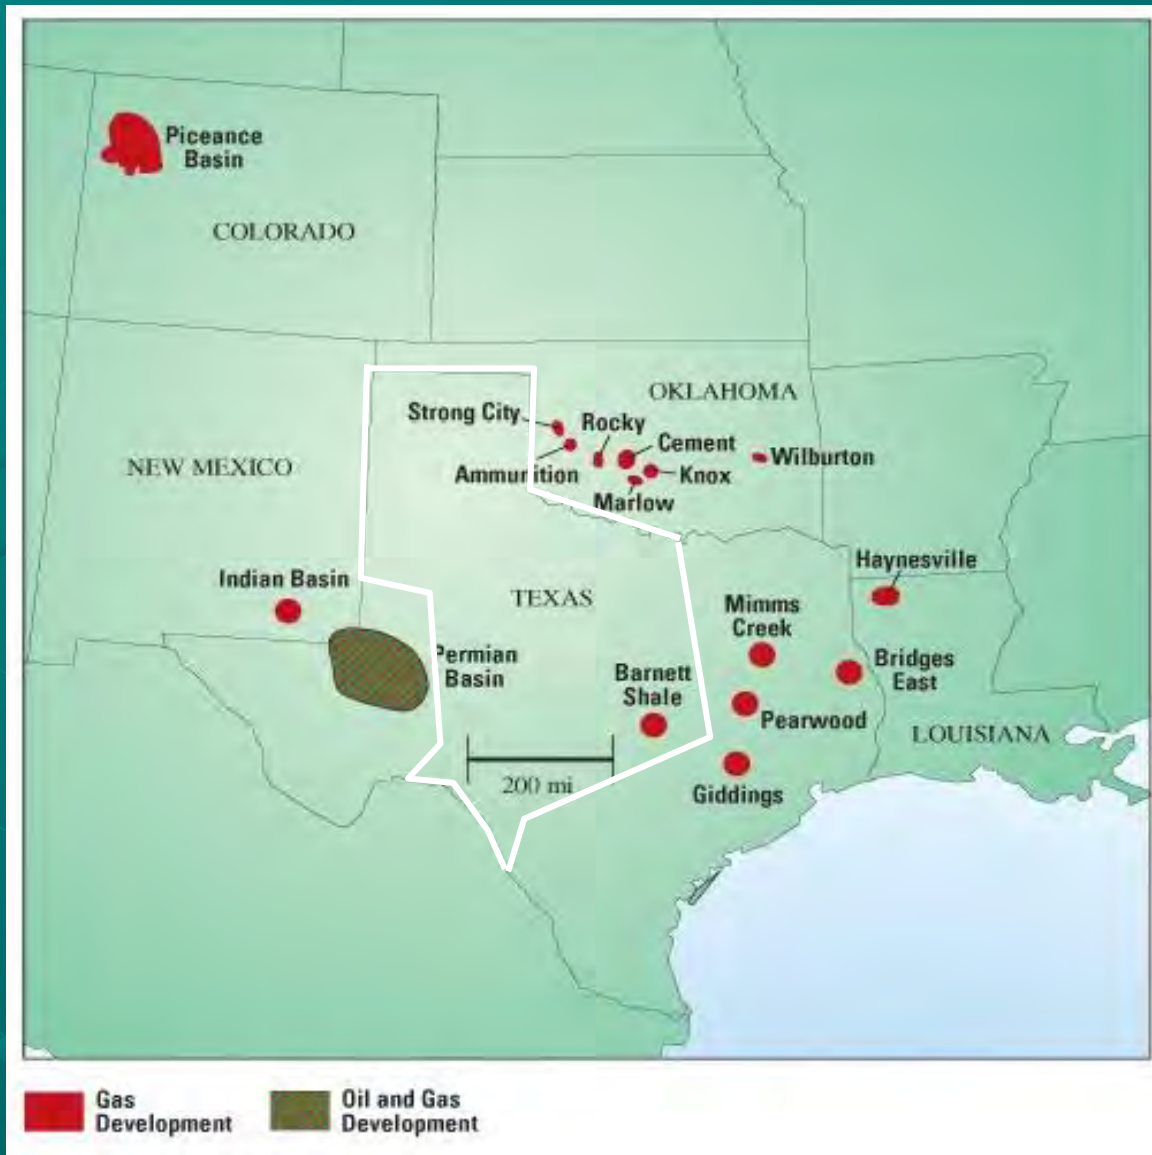 Piceance
Basin
COLORADO
OKLAHOMA
Strong City
Rocky
Cement
NEW MEXICO
Ammunition
Knox
Wilburton
Marlow
Haynesville
Indian Basin
TEXAS
Mimms
Creek
Permian
Basin
Barnett
Shale
Bridges
East
Pearwood
LOUISIANA
200 mi
Giddings
Gas
Development
Oil and Gas
Development